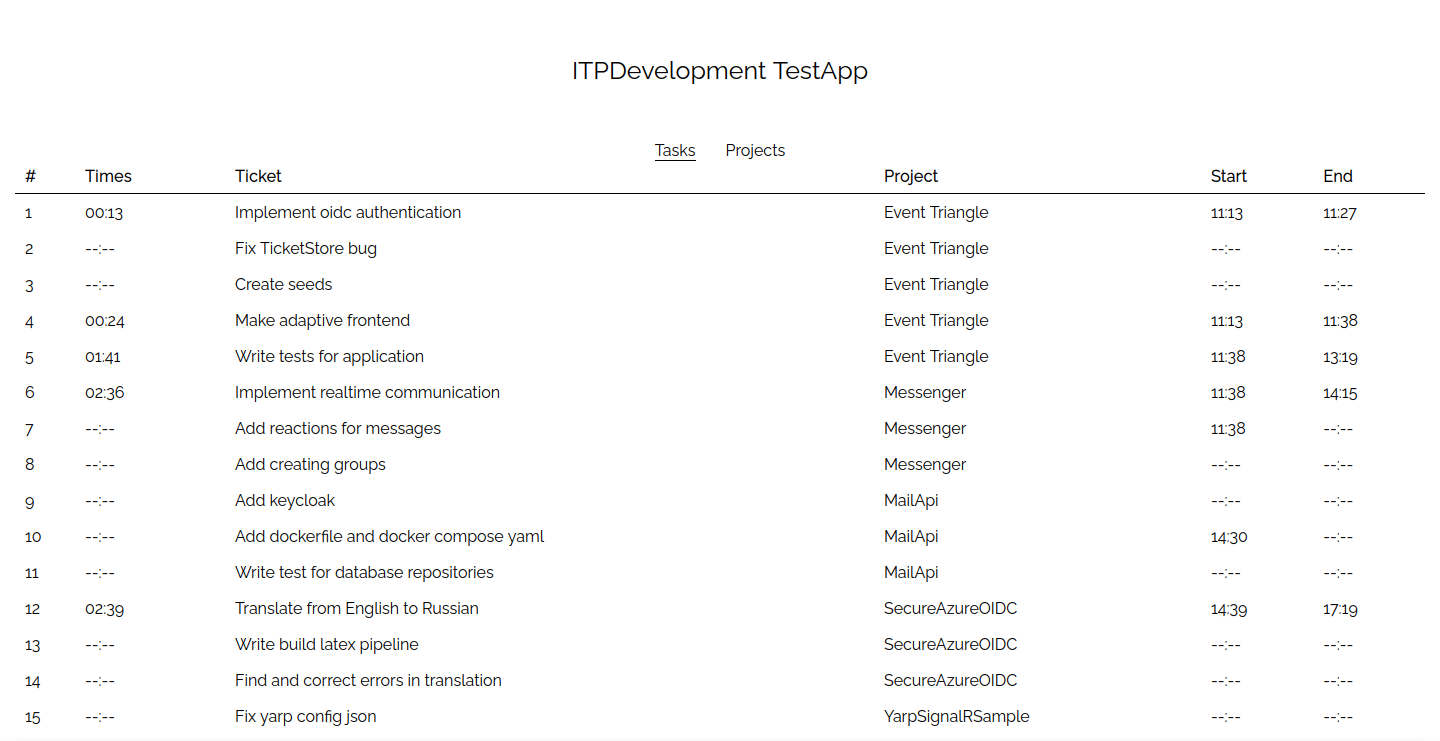 ITPDevelopment TestApp
Tasks Projects
# Times Ticket Project Start End
1 00:13 Implement oidc authentication Event Triangle 11:13 11:27
2 --:-- Fix TicketStore bug Event Triangle --:-- --:--
3 --:-- Create seeds Event Triangle --:-- --:--
4 00:24 Make adaptive frontend Event Triangle 11:13 11:38
5 01:41 Write tests for application Event Triangle 11:38 13:19
6 02:36 Implement realtime communication Messenger 11:38 14:15
7 --:-- Add reactions for messages Messenger 11:38 --:--
8 --:-- Add creating groups Messenger --:-- --:--
9 --:-- Add keycloak MailApi --:-- --:--
10 --:-- Add dockerfile and docker compose yaml MailApi 14:30 --:--
11 --:-- Write test for database repositories MailApi --:-- --:--
12 02:39 Translate from English to Russian SecureAzureOIDC 14:39 17:19
13 --:-- Write build latex pipeline SecureAzureOIDC --:-- --:--
14 --:-- Find and correct errors in translation SecureAzureOIDC --:-- --:--
15 --:-- Fix yarp config json YarpSignalRSample --:-- --:--